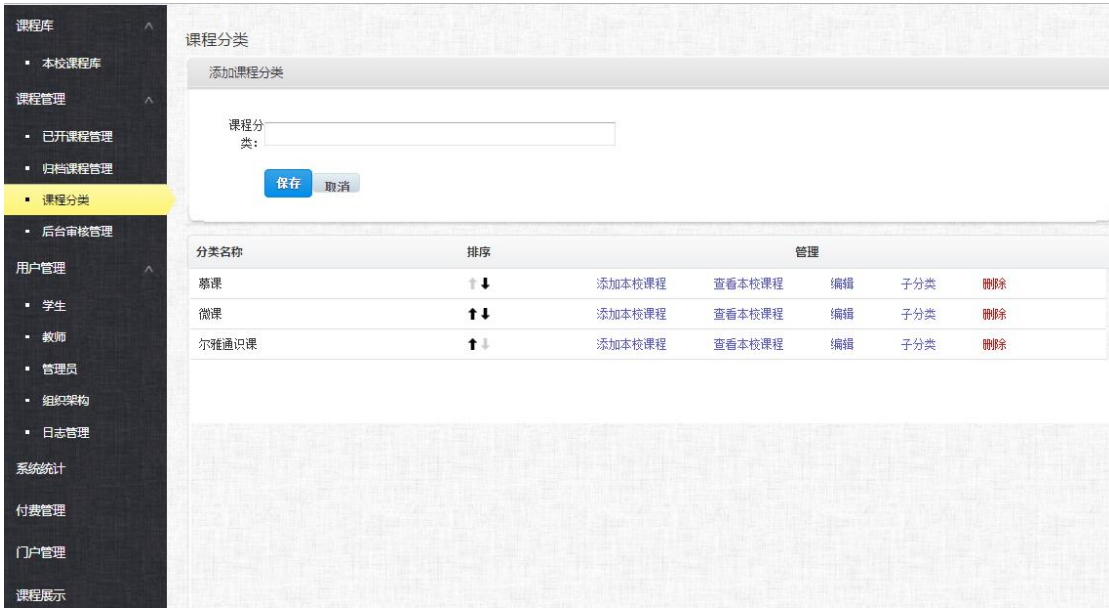 课程库
本校课程库
课程管理
已开课程管理
归档课程管理
课程分类
后台审核管理
用户管理
学生
教师
管理员
组织架构
日志管理
系统统计
付费管理
门户管理
课程展示
课程分类
添加课程分类
课程分
类：
保存 取消
分类名称 排序 管理
慕课 添加本校课程 查看本校课程 编辑 子分类 删除
微课 添加本校课程 查看本校课程 编辑 子分类 删除
尔雅通识课 添加本校课程 查看本校课程 编辑 子分类 删除